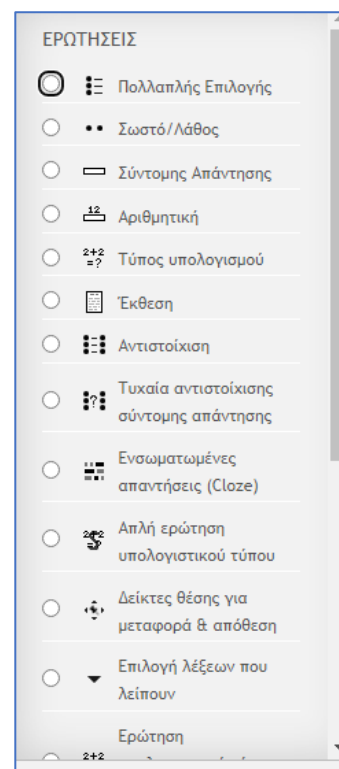 ΕΡΩΤΗΣΕΙΣ
Πολλαπλής Επιλογής
Σωστό/Λάθος
Σύντομης Απάντησης
12
Αριθμητική
2+2
=?
Τύπος υπολογισμού
Έκθεση
Αντιστοίχιση
?
Τυχαία αντιστοίχισης
σύντομης απάντησης
Ενσωματωμένες
απαντήσεις (Cloze)
Απλή ερώτηση
υπολογιστικού τύπου
Δείκτες θέσης για
μεταφορά & απόθεση
Επιλογή λέξεων που
λείπουν
Ερώτηση
2+2